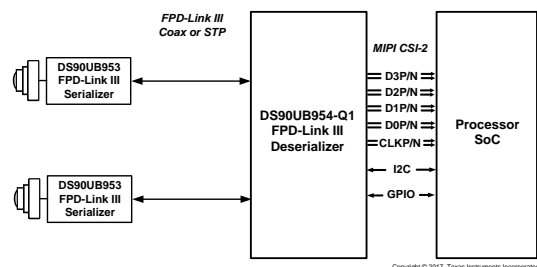 FPD-Link III
Coax or STP
MIPI CSI-2
DS90UB953
FPD-Link III
Serializer
DS90UB954-Q1
FPD-Link III
Deserializer
D3P/N
D2P/N
D1P/N
D0P/N
CLKP/N
I2C
GPIO
Processor
SoC
DS90UB953
FPD-Link III
Serializer
Copyright © 2017, Texas Instruments Incorporated